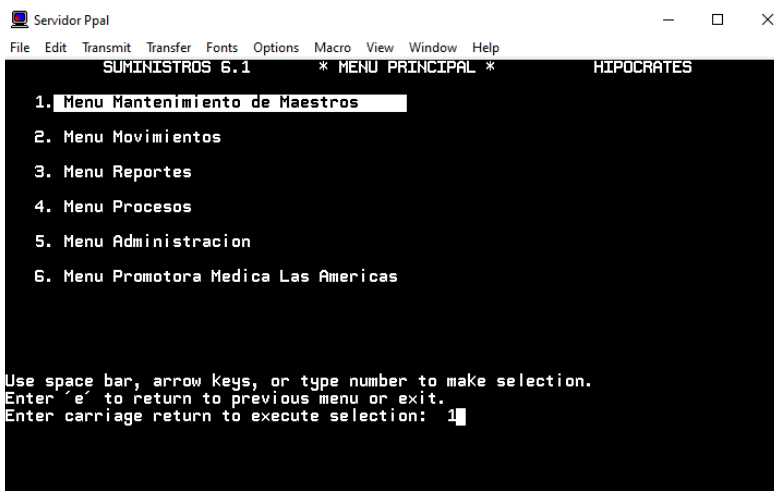 Servidor Ppal
File Edit Transmit Transfer Fonts Options Macro View Window Help
SUMINISTROS 6.1 * MENU PRINCIPAL * HIPOCRATES
1. Menu Mantenimiento de Maestros
2. Menu Movimientos
3. Menu Reportes
4. Menu Procesos
5. Menu Administracion
6. Menu Promotora Medica Las Americas
Use space bar, arrow keys, or type number to make selection.
Enter ´e´ to return to previous menu or exit.
Enter carriage return to execute selection: 1